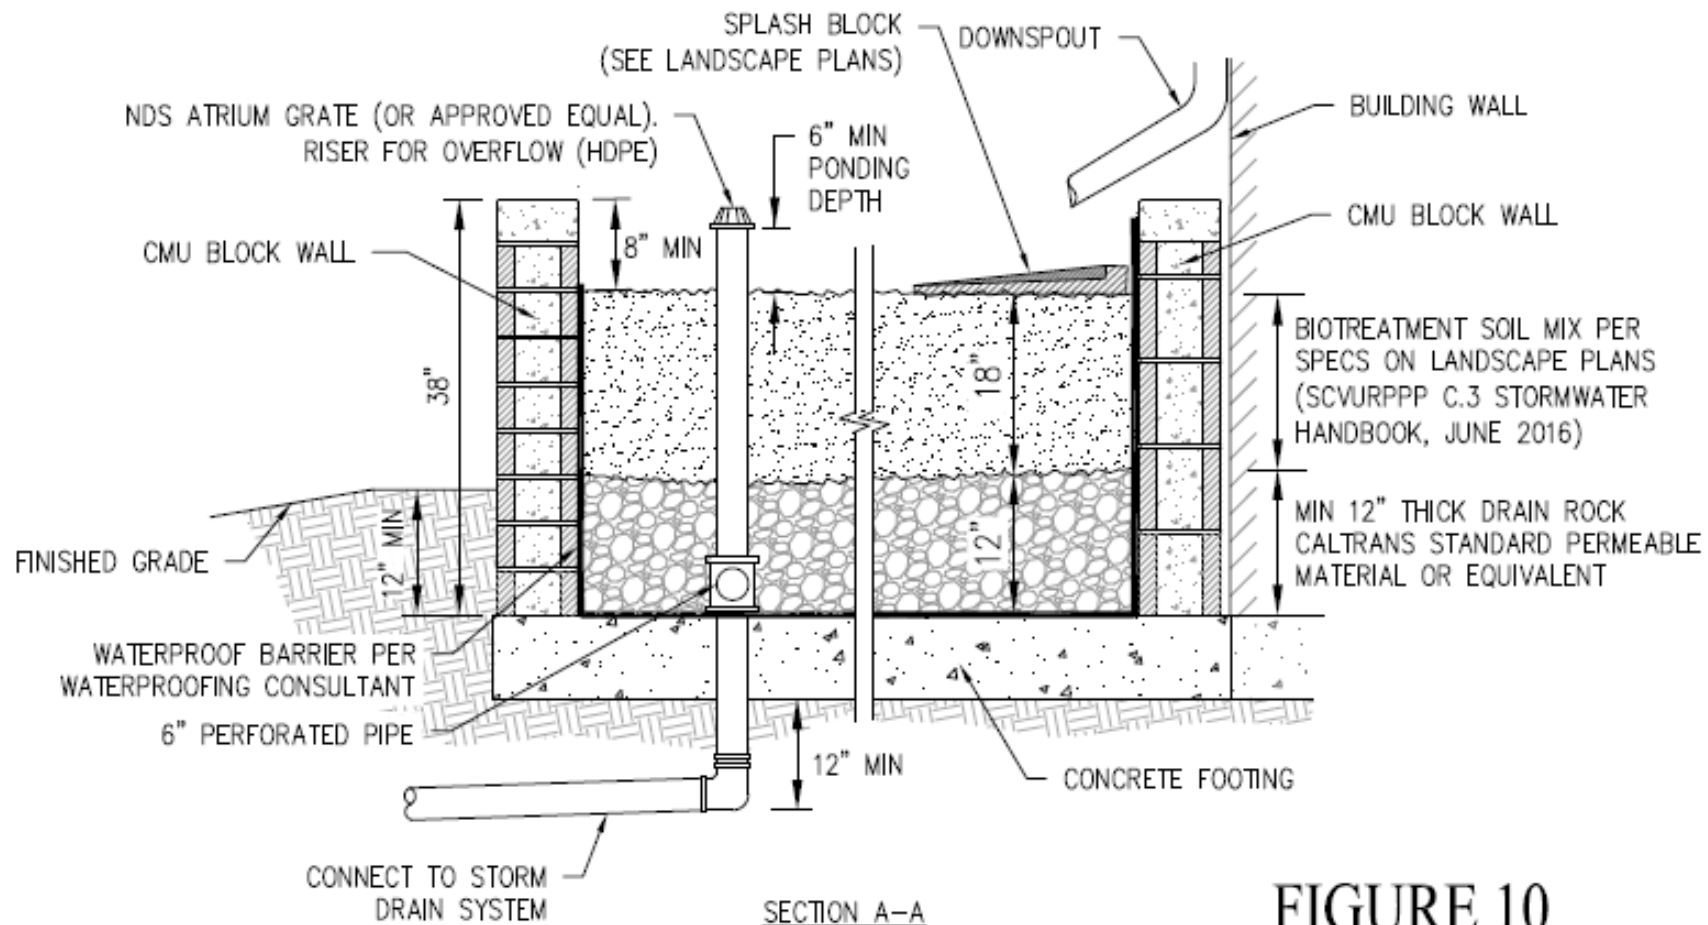 SPLASH BLOCK
(SEE LANDSCAPE PLANS)
DOWNSPOUT
NDS ATRIUM GRATE (OR APPROVED EQUAL).
RISER FOR OVERFLOW (HDPE)
6" MIN
PONDING
DEPTH
BUILDING WALL
CMU BLOCK WALL
8" MIN
CMU BLOCK WALL
38"
18"
BIOTREATMENT SOIL MIX PER
SPECS ON LANDSCAPE PLANS
(SCVURPPP C.3 STORMWATER
HANDBOOK, JUNE 2016)
12" MIN
12"
MIN 12" THICK DRAIN ROCK
CALTRANS STANDARD PERMEABLE
MATERIAL OR EQUIVALENT
FINISHED GRADE
WATERPROOF BARRIER PER
WATERPROOFING CONSULTANT
6" PERFORATED PIPE
12" MIN
CONCRETE FOOTING
CONNECT TO STORM
DRAIN SYSTEM
SECTION A-A
FIGURE 10